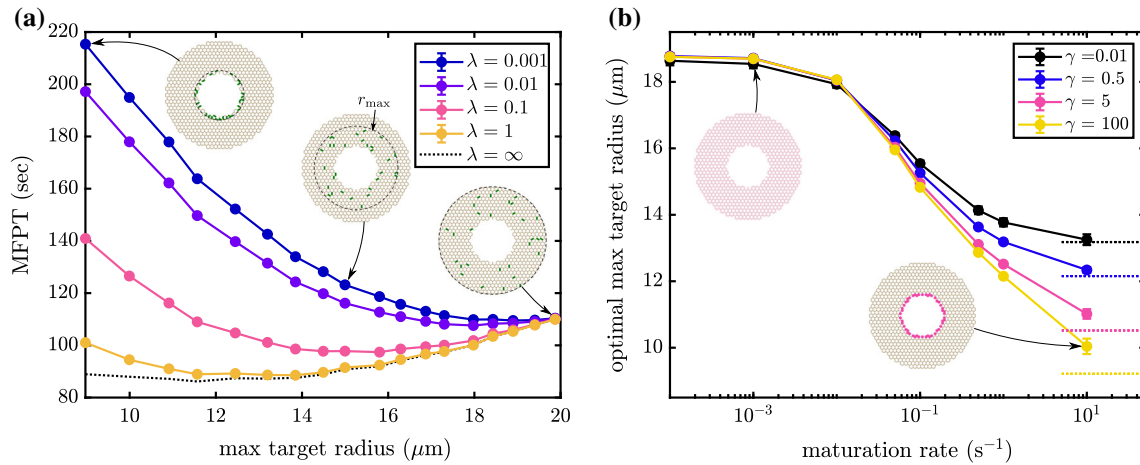 (a)
220
200
180
160
140
120
100
80
MFPT (sec)
10
12
14
16
18
20
max target radius (μm)
r_max
λ = 0.001
λ = 0.01
λ = 0.1
λ = 1
λ = ∞
(b)
18
16
14
12
10
optimal max target radius (μm)
10⁻³
10⁻¹
10¹
maturation rate (s⁻¹)
γ =0.01
γ = 0.5
γ = 5
γ = 100